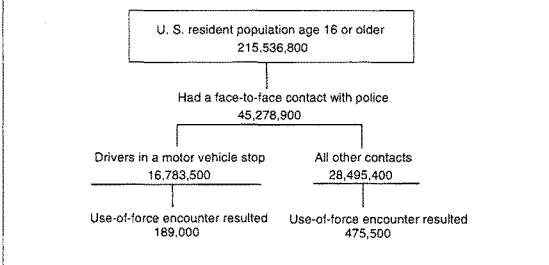 U. S. resident population age 16 or older
215,536,800
Had a face-to-face contact with police
45,278,900
Drivers in a motor vehicle stop
16,783,500
All other contacts
28,495,400
Use-of-force encounter resulted
189,000
Use-of-force encounter resulted
475,500